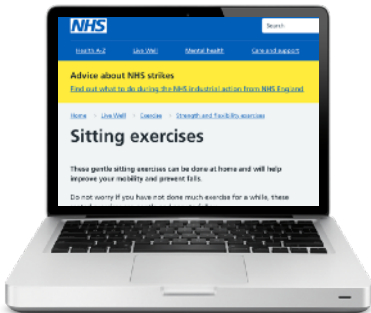 NHS
Search
Health A-Z Live Well Mental health Care and support
Advice about NHS strikes
Find out what to do during the NHS industrial action from NHS England
Home > Live Well > Exercise > Strength and flexibility exercises
Sitting exercises
These gentle sitting exercises can be done at home and will help
improve your mobility and prevent falls.
Do not worry if you have not done much exercise for a while, these